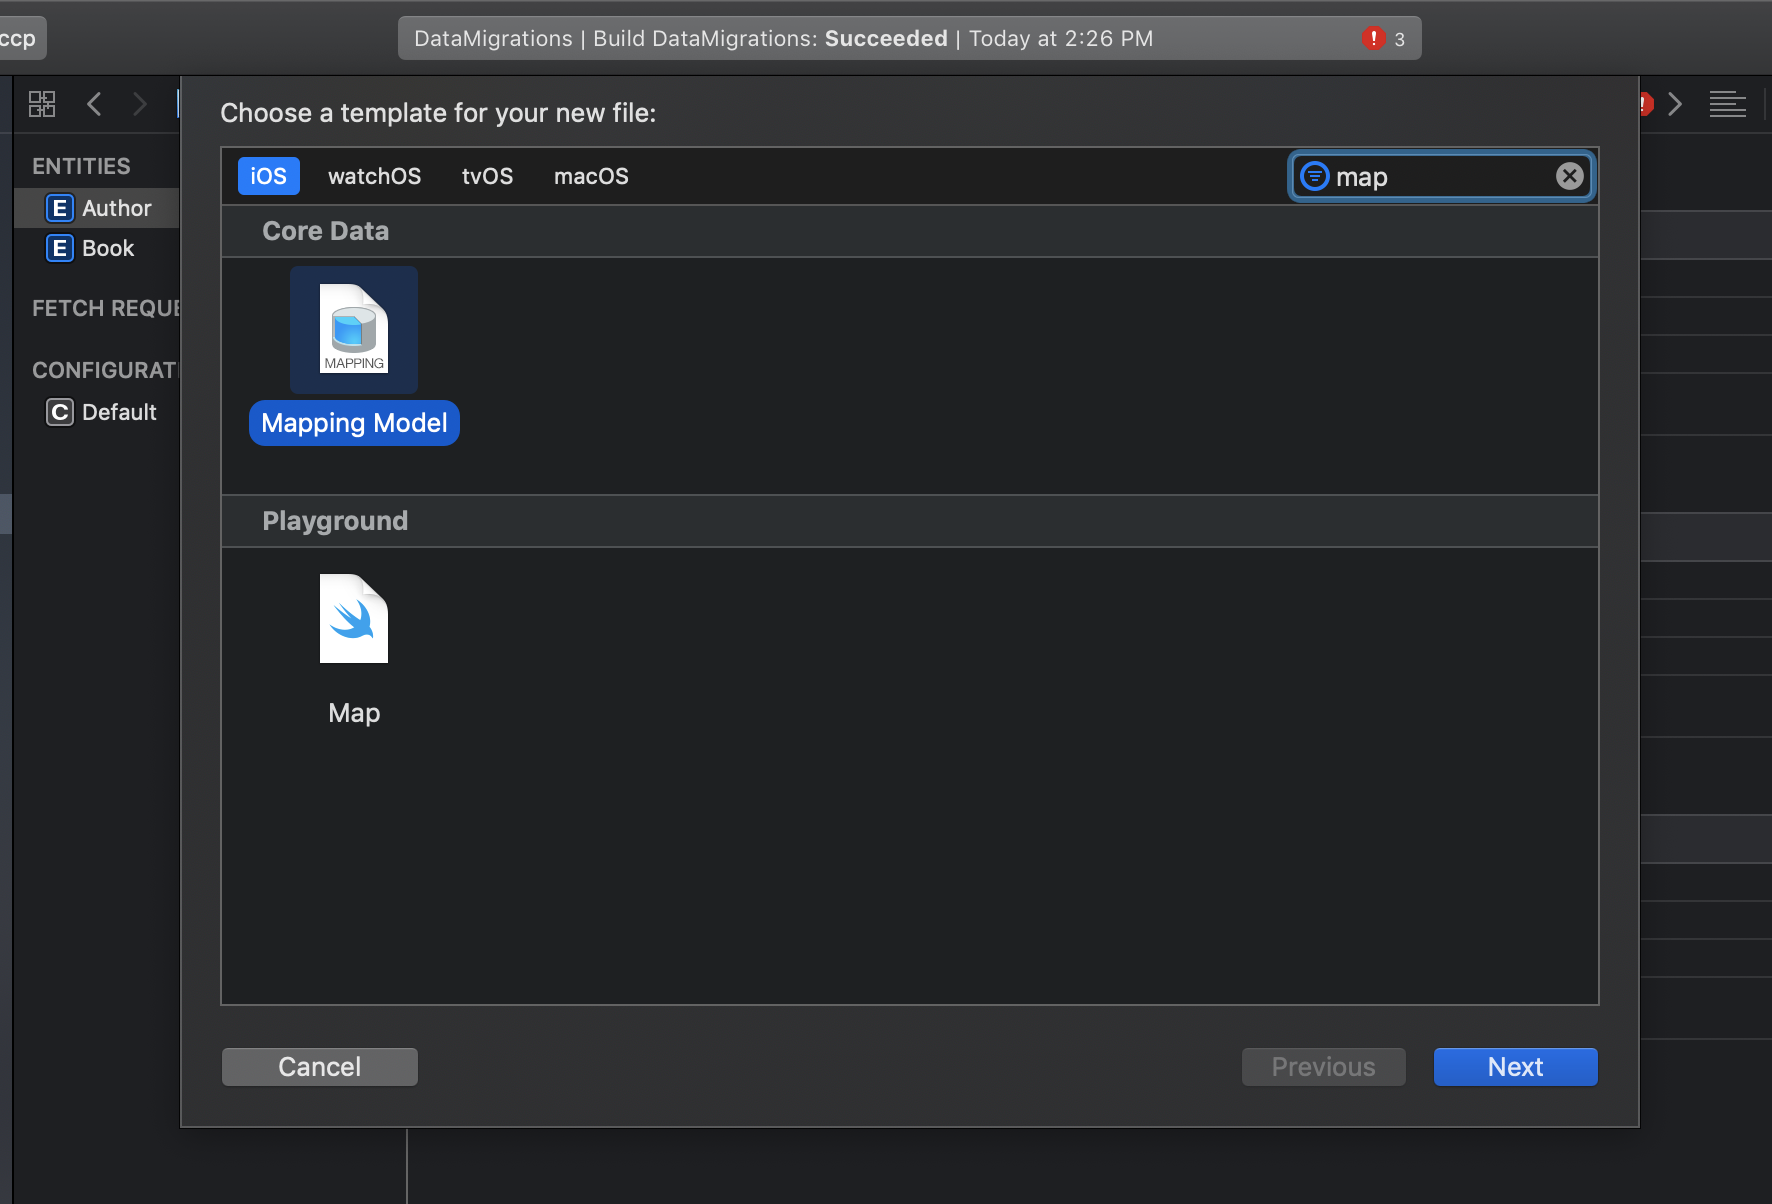 ccp
DataMigrations | Build DataMigrations: Succeeded | Today at 2:26 PM
! 3
Choose a template for your new file:
iOS watchOS tvOS macOS
map
ENTITIES
E Author
E Book
FETCH REQUE
CONFIGURAT
C Default
Core Data
MAPPING
Mapping Model
Playground
Map
Cancel Previous Next